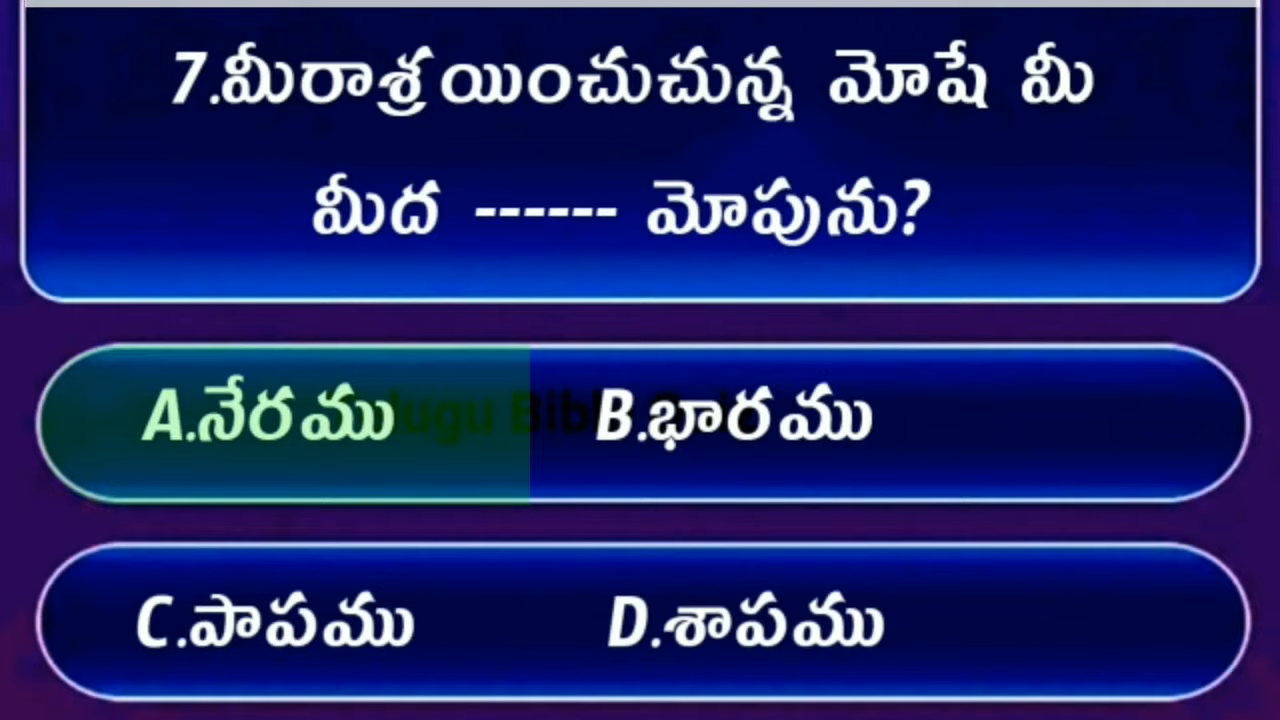 7.మీరాశ్రయించుచున్న మోషే మీ
మీద ------ మోపును?
A.నేరము B.భారము
C.పాపము D.శాపము